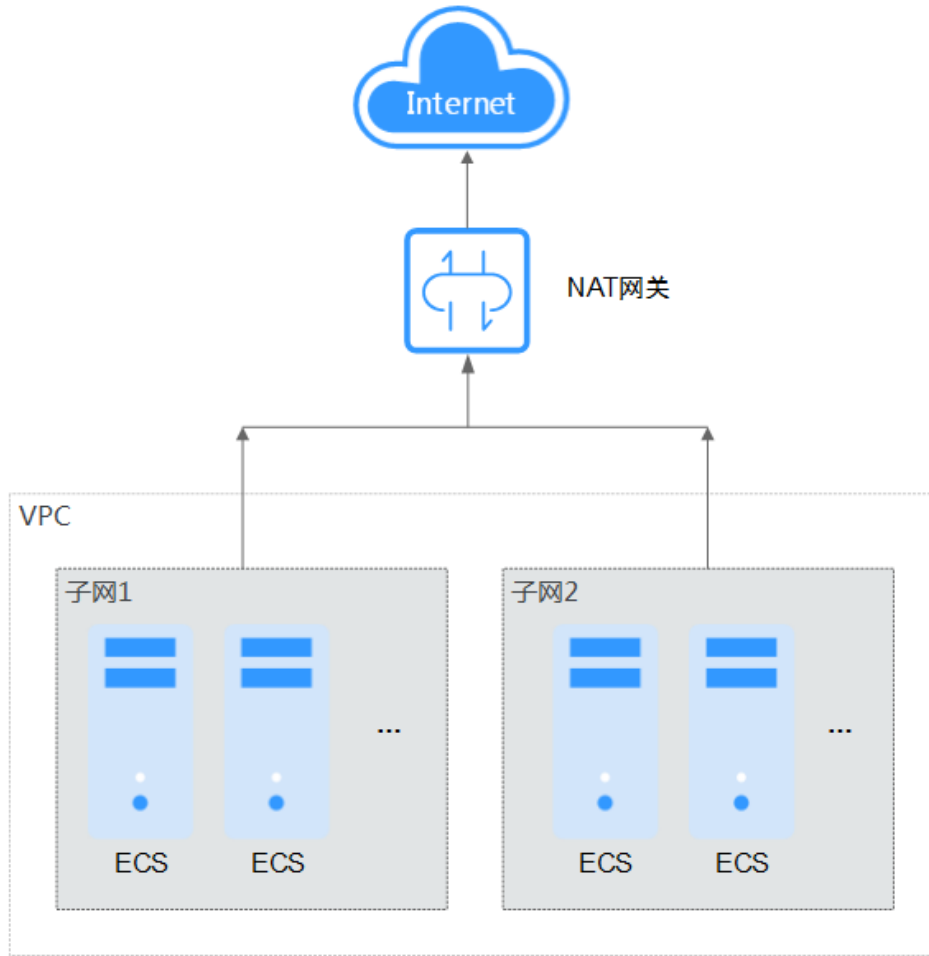 Internet
NAT网关
VPC
子网1
子网2
...
...
ECS
ECS
ECS
ECS